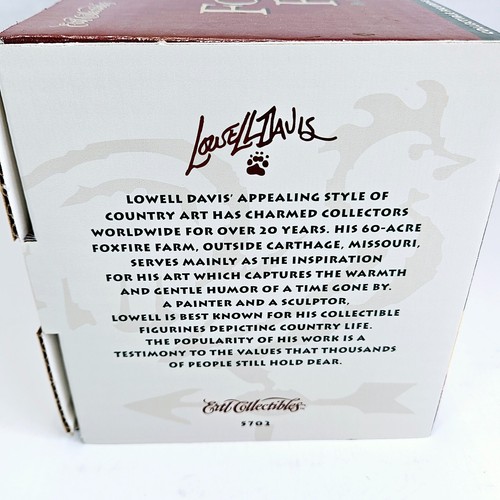 Lowell Davis
LOWELL DAVIS' APPEALING STYLE OF
COUNTRY ART HAS CHARMED COLLECTORS
WORLDWIDE FOR OVER 20 YEARS. HIS 60-ACRE
FOXFIRE FARM, OUTSIDE CARTHAGE, MISSOURI,
SERVES MAINLY AS THE INSPIRATION
FOR HIS ART WHICH CAPTURES THE WARMTH
AND GENTLE HUMOR OF A TIME GONE BY.
A PAINTER AND A SCULPTOR,
LOWELL IS BEST KNOWN FOR HIS COLLECTIBLE
FIGURINES DEPICTING COUNTRY LIFE.
THE POPULARITY OF HIS WORK IS A
TESTIMONY TO THE VALUES THAT THOUSANDS
OF PEOPLE STILL HOLD DEAR.
Ertl Collectibles
5702